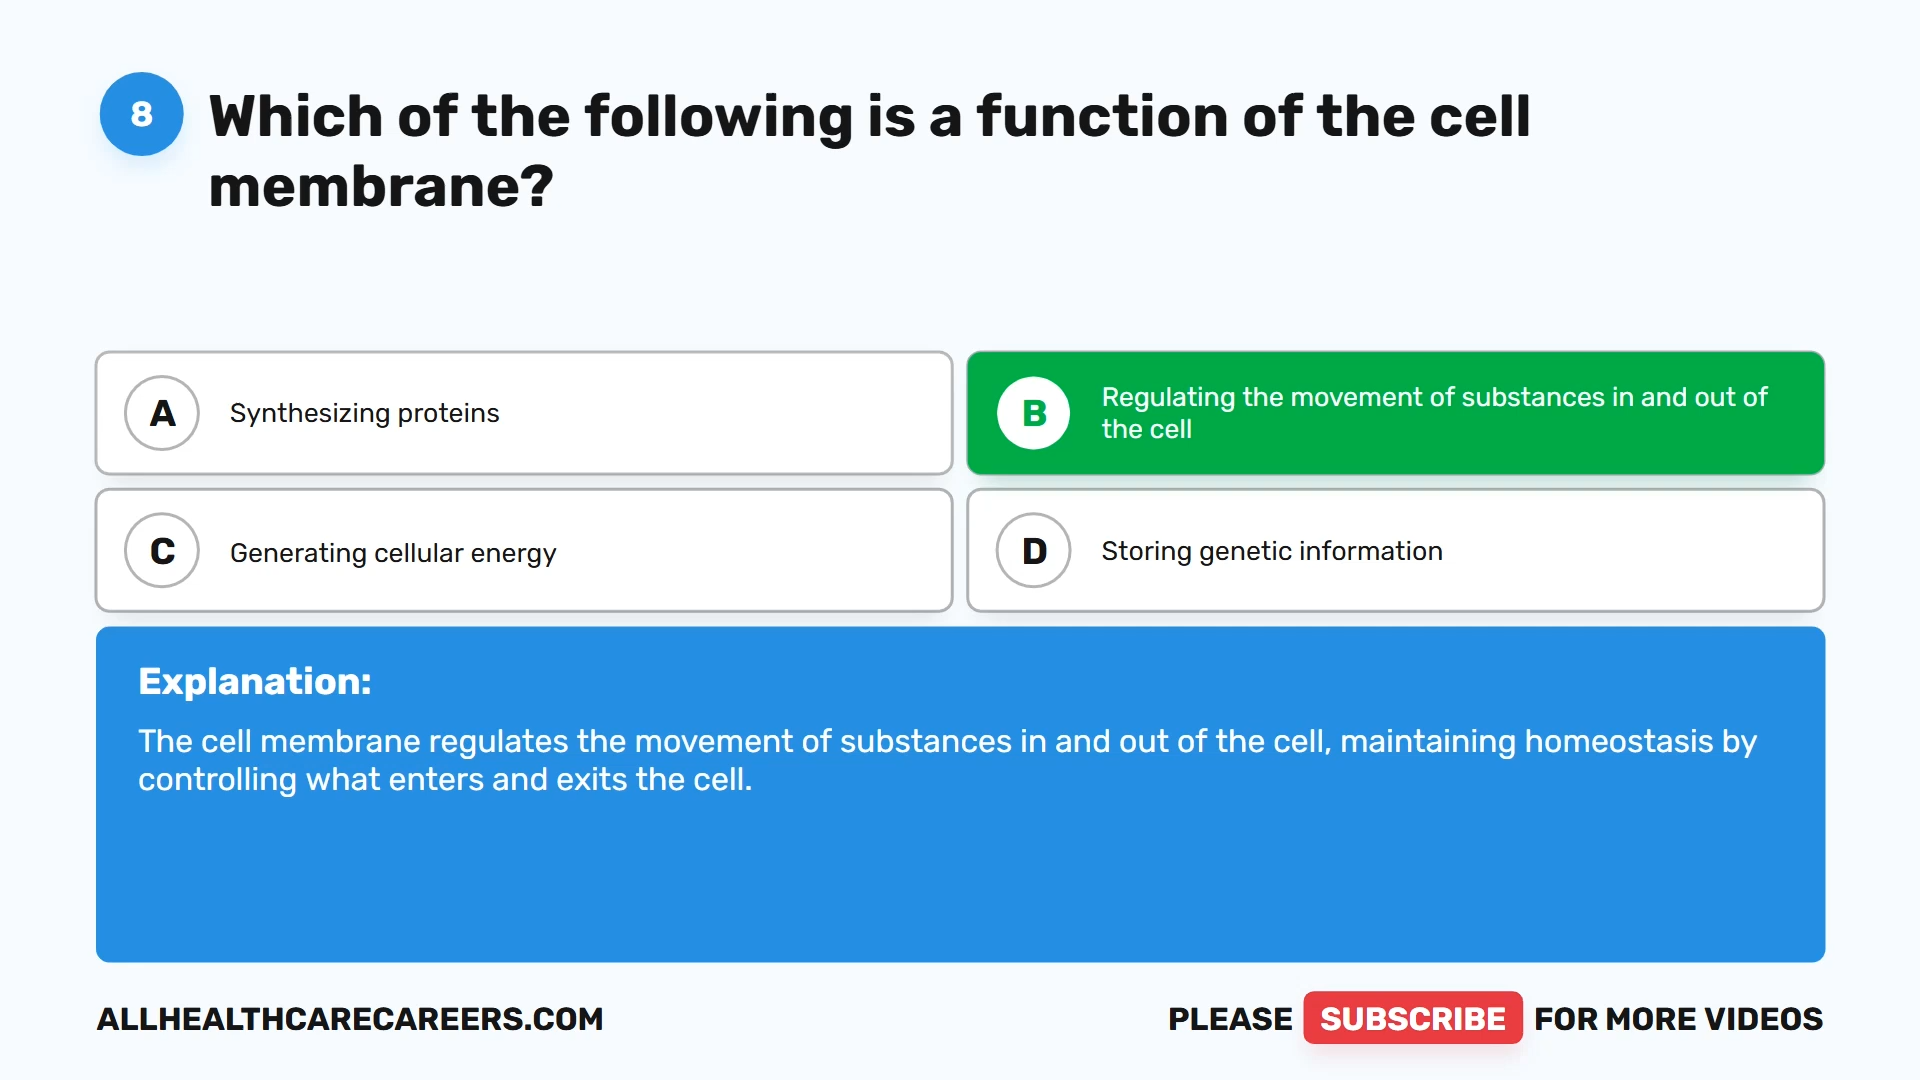 8
Which of the following is a function of the cell
membrane?
A
Synthesizing proteins
B
Regulating the movement of substances in and out of
the cell
C
Generating cellular energy
D
Storing genetic information
Explanation:
The cell membrane regulates the movement of substances in and out of the cell, maintaining homeostasis by
controlling what enters and exits the cell.
ALLHEALTHCARECAREERS.COM
PLEASE SUBSCRIBE FOR MORE VIDEOS